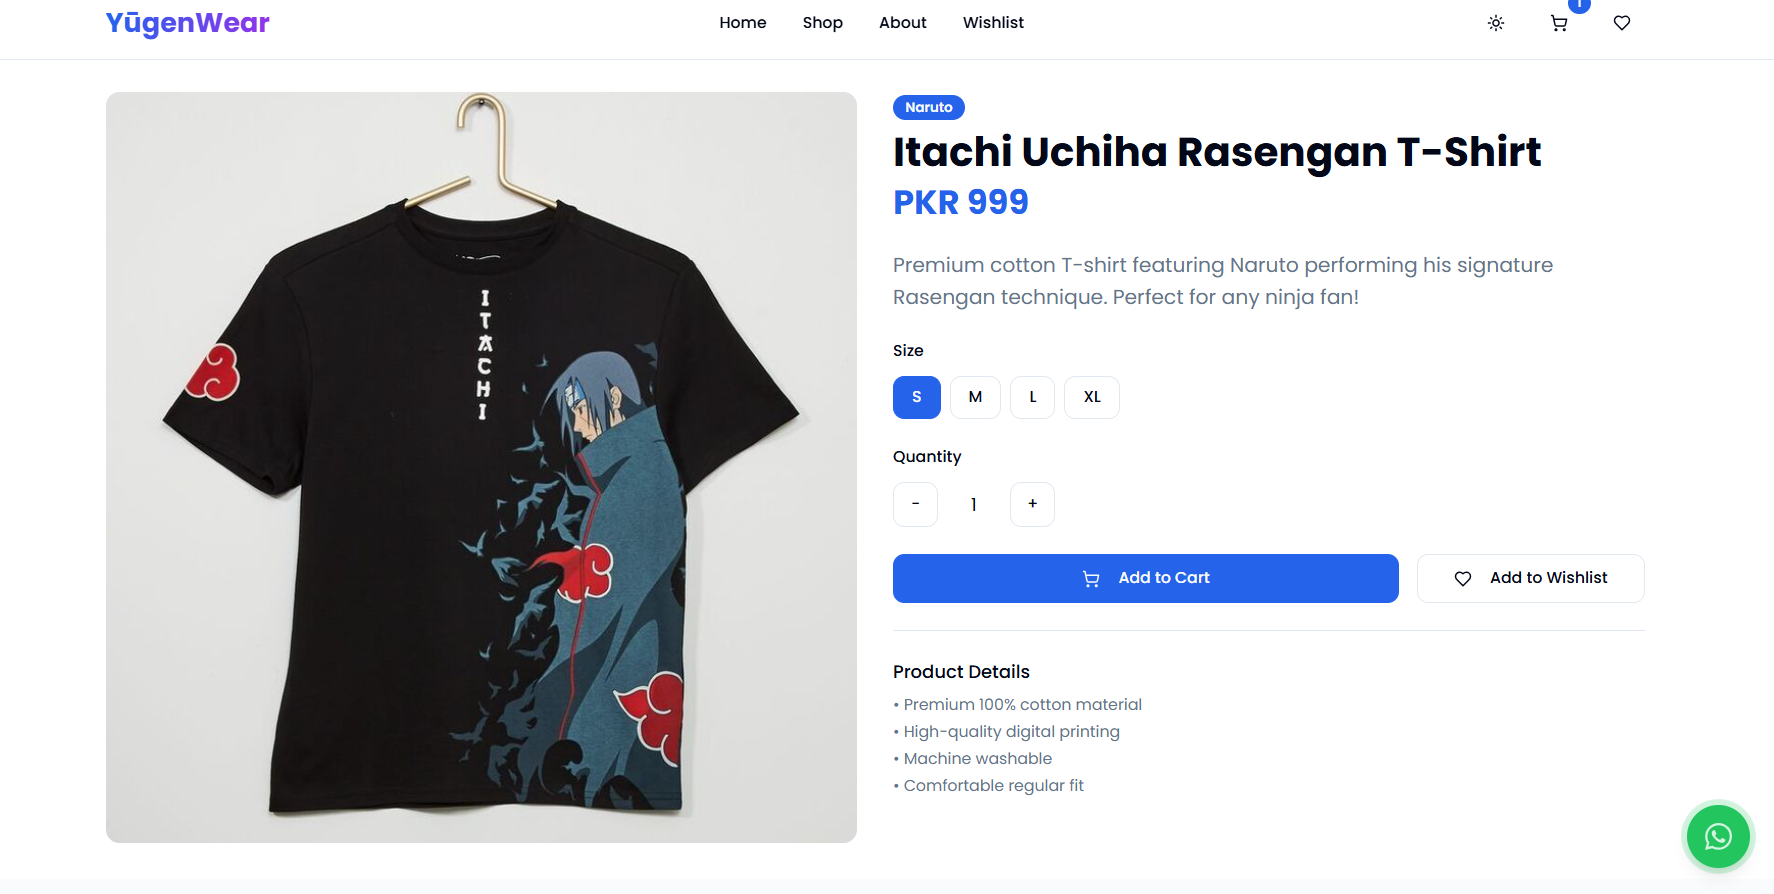 YūgenWear
Home
Shop
About
Wishlist
1
Naruto
Itachi Uchiha Rasengan T-Shirt
PKR 999
Premium cotton T-shirt featuring Naruto performing his signature
Rasengan technique. Perfect for any ninja fan!
Size
S
M
L
XL
Quantity
-
1
+
Add to Cart
Add to Wishlist
Product Details
• Premium 100% cotton material
• High-quality digital printing
• Machine washable
• Comfortable regular fit
ITACHI